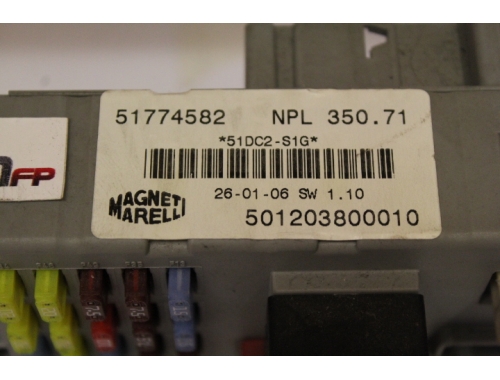 51774582 NPL 350.71
*51DC2-S1G*
26-01-06 SW 1.10
MAGNETI
MARELLI
501203800010
FP